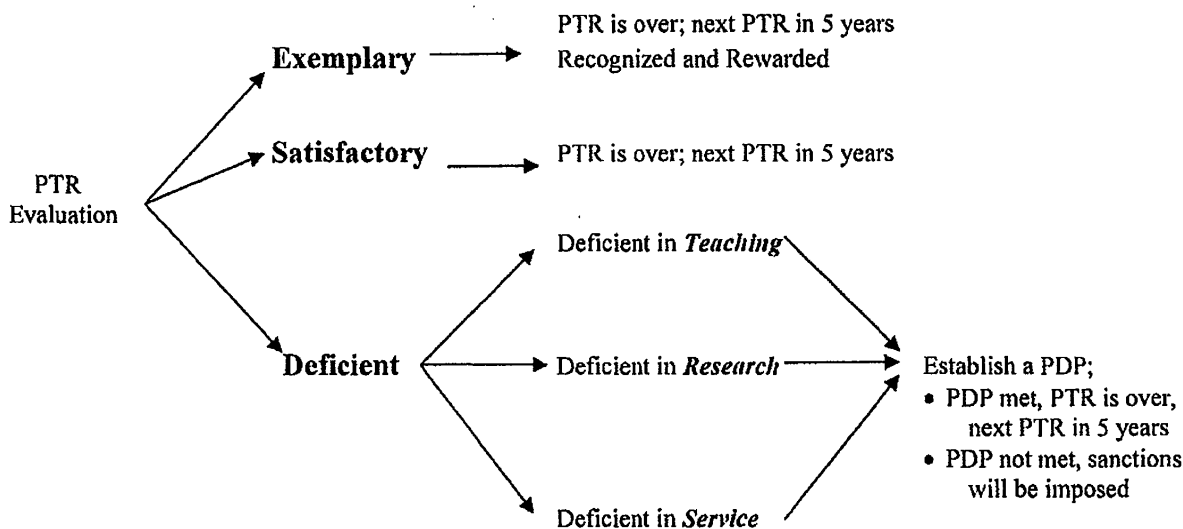 PTR is over; next PTR in 5 years
Exemplary
Recognized and Rewarded
Satisfactory
PTR is over; next PTR in 5 years
PTR
Evaluation
Deficient in Teaching
Deficient
Deficient in Research
Establish a PDP;
• PDP met, PTR is over,
next PTR in 5 years
• PDP not met, sanctions
will be imposed
Deficient in Service